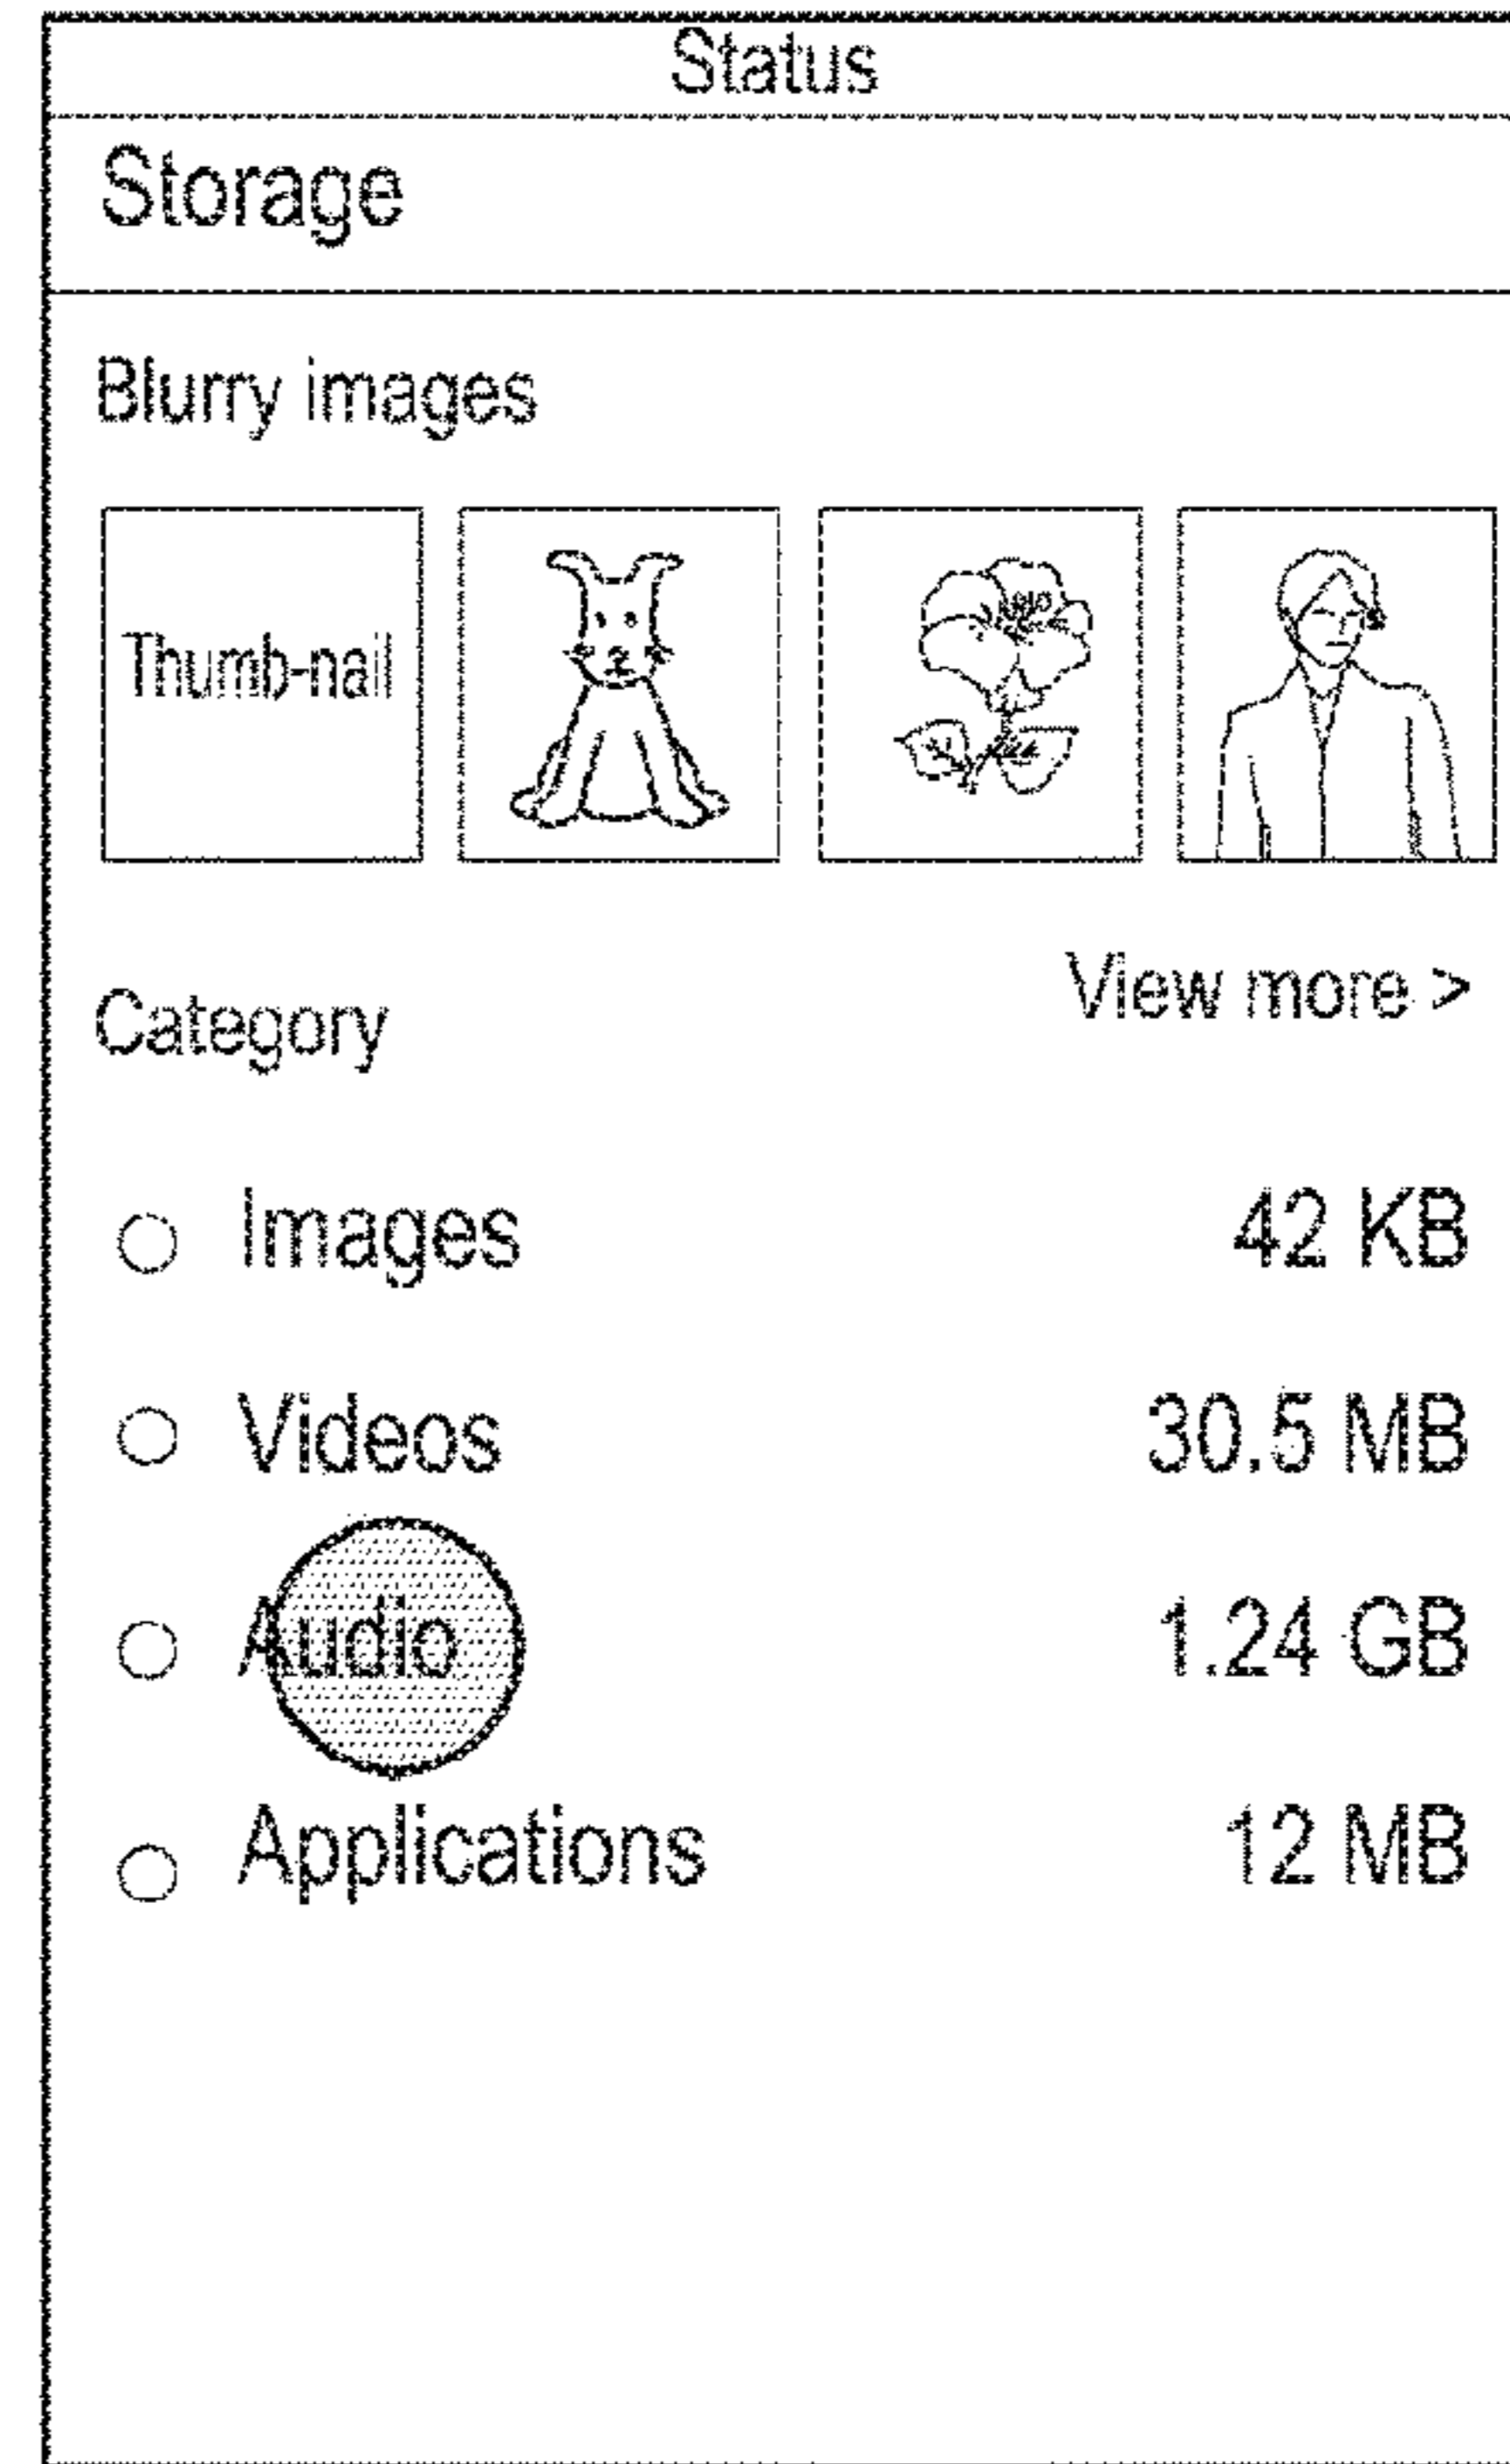 Status
Storage
Blurry images
Thumb-nail
View more >
Category
Images 42 KB
Videos 30.5 MB
Audio 1.24 GB
Applications 12 MB